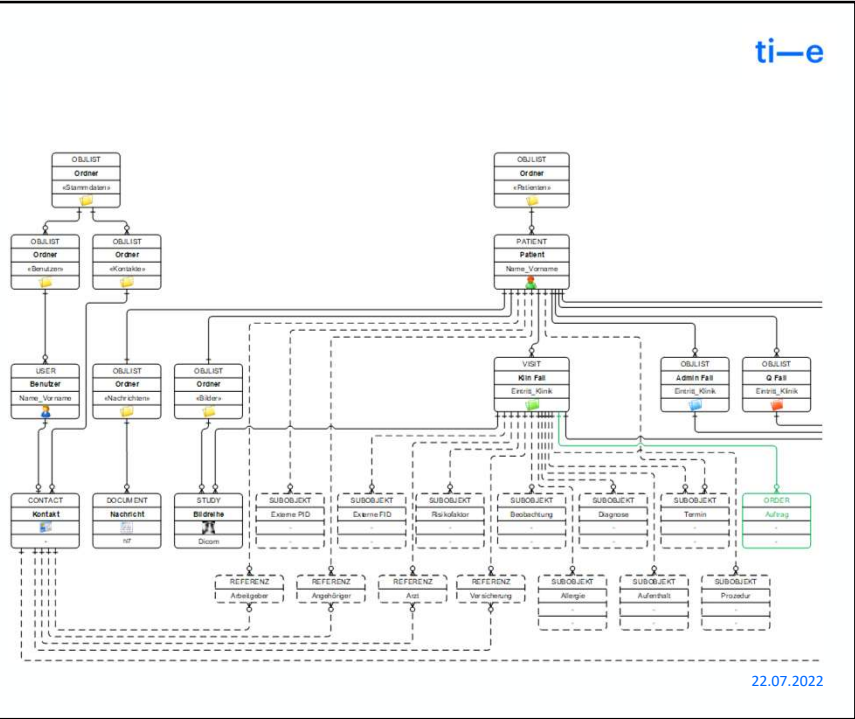 ti—e
OBJLIST
Ordner
«Stammdaten»
OBJLIST
Ordner
«Patienten»
OBJLIST
Ordner
«Benutzer»
OBJLIST
Ordner
«Kontakte»
PATIENT
Patient
Name_Vorname
USER
Benutzer
Name_Vorname
OBJLIST
Ordner
«Nachrichten»
OBJLIST
Ordner
«Bilder»
VISIT
Klin Fall
Eintritt_Klinik
OBJLIST
Admin Fall
Eintritt_Klinik
OBJLIST
Q Fall
Eintritt_Klinik
CONTACT
Kontakt
-
DOCUMENT
Nachricht
N7
STUDY
Bildreihe
Dicom
SUBOBJEKT
Externe PID
-
-
SUBOBJEKT
Externe FID
-
-
SUBOBJEKT
Risikofaktor
-
-
SUBOBJEKT
Beobachtung
-
-
SUBOBJEKT
Diagnose
-
-
SUBOBJEKT
Termin
-
-
ORDER
Auftrag
-
-
REFERENZ
Arbeitgeber
REFERENZ
Angehöriger
REFERENZ
Arzt
REFERENZ
Versicherung
SUBOBJEKT
Allergie
-
-
SUBOBJEKT
Aufenthalt
-
-
SUBOBJEKT
Prozedur
-
-
22.07.2022